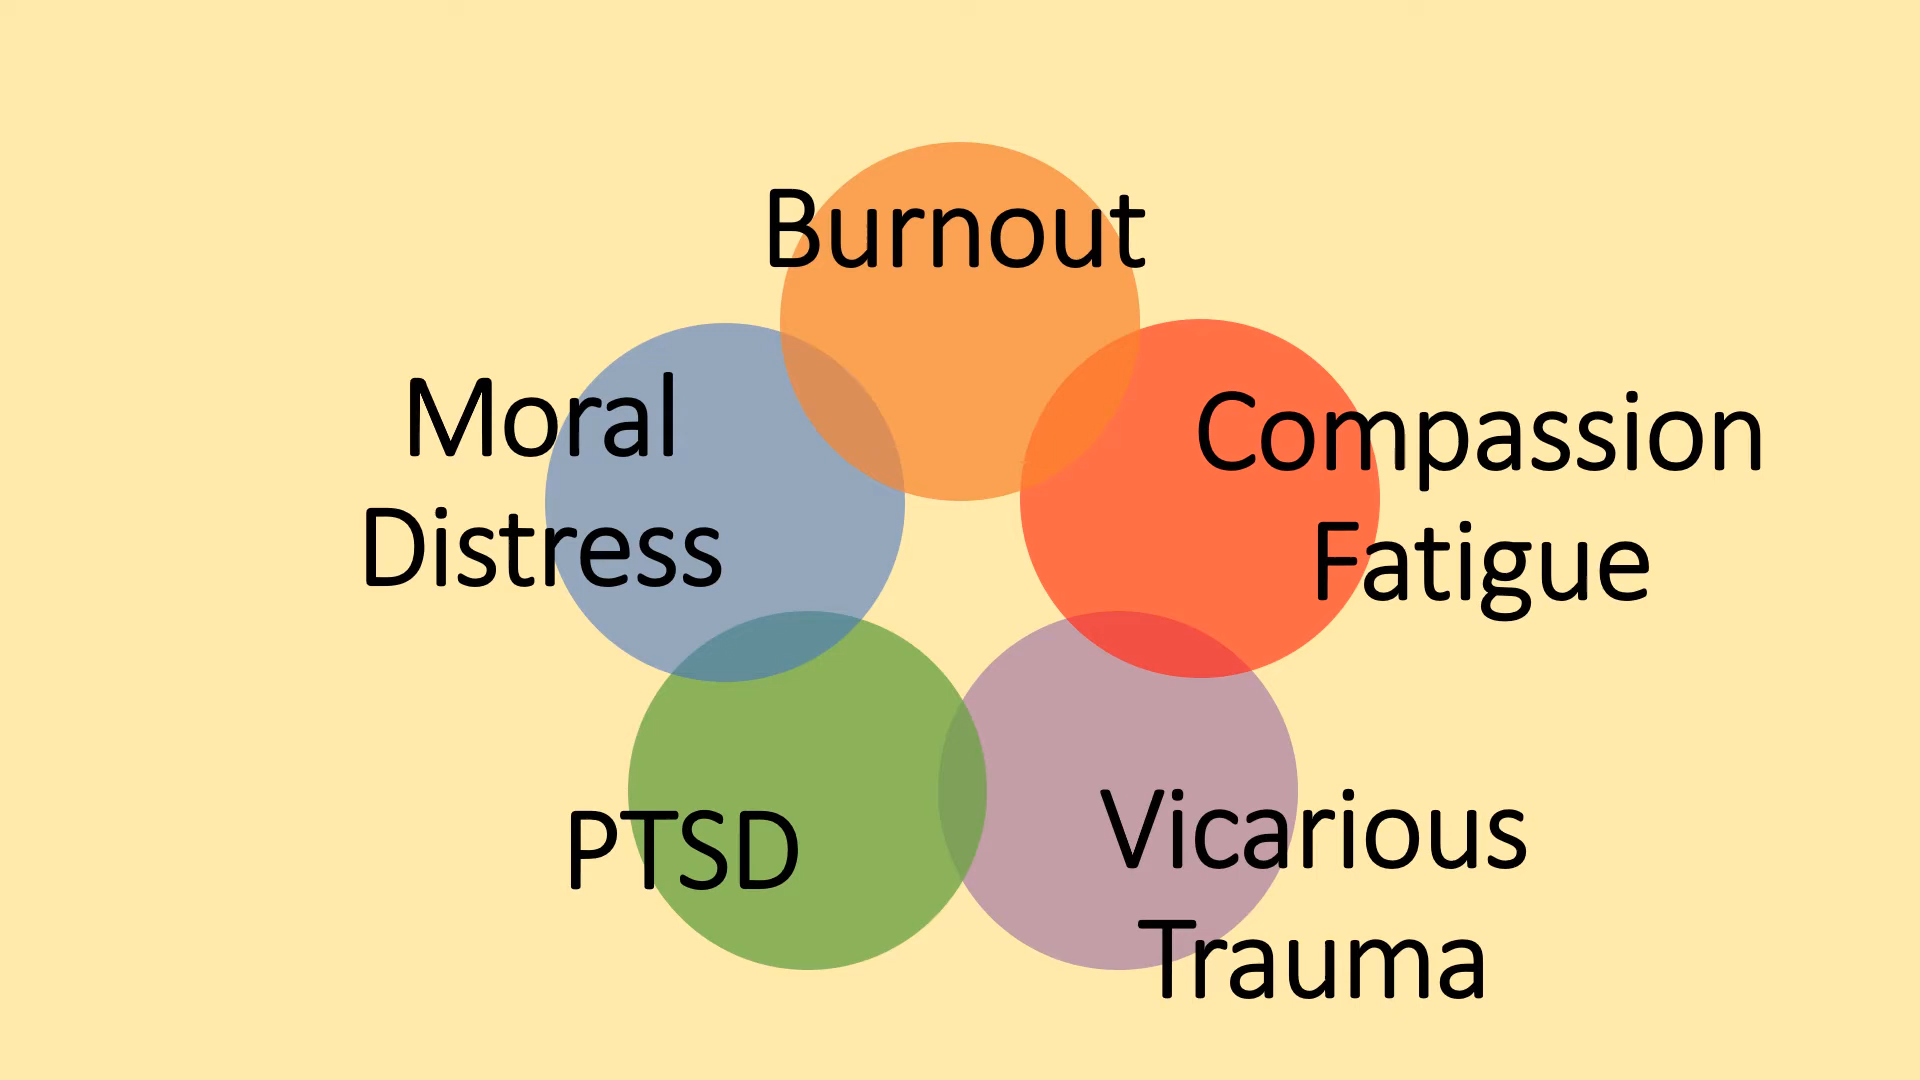 Burnout
Moral
Distress
Compassion
Fatigue
PTSD
Vicarious
Trauma